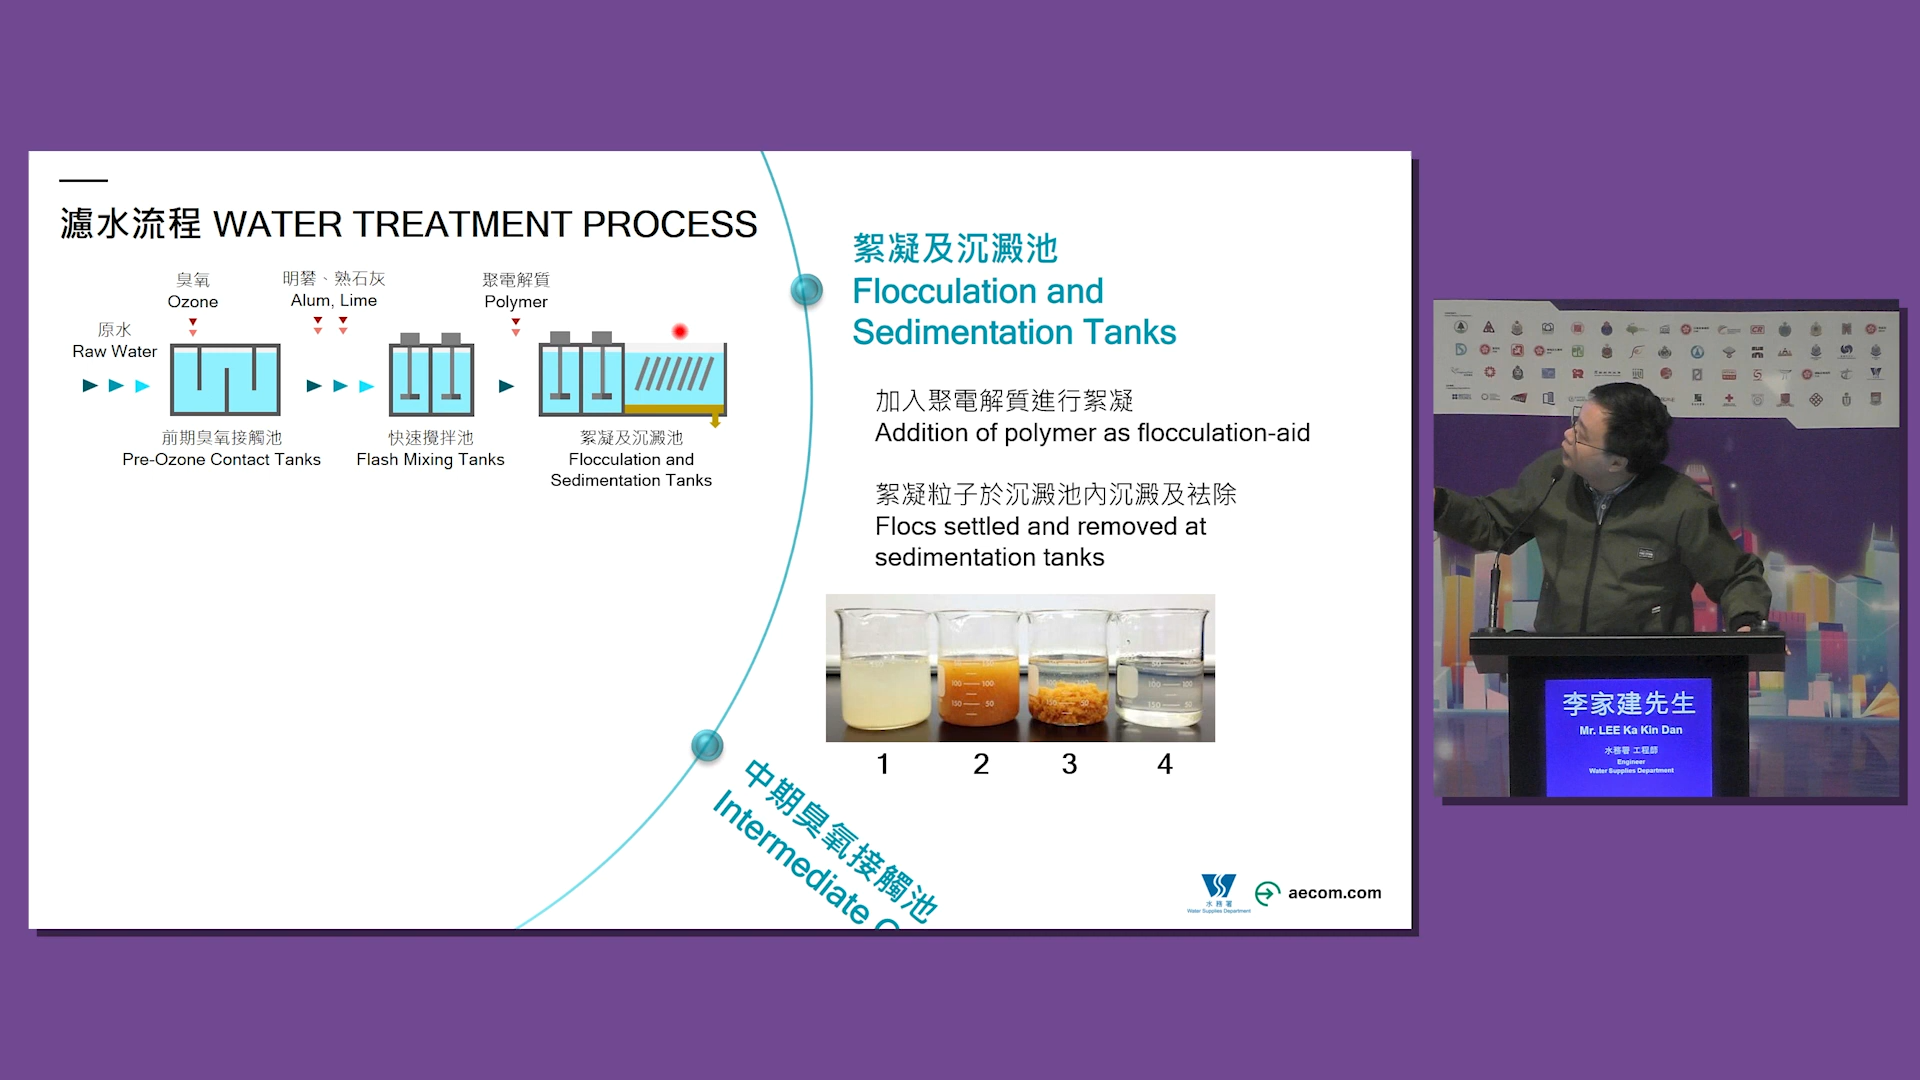 濾水流程 WATER TREATMENT PROCESS
臭氧
Ozone
明礬、熟石灰
Alum, Lime
聚電解質
Polymer
原水
Raw Water
前期臭氧接觸池
Pre-Ozone Contact Tanks
快速攪拌池
Flash Mixing Tanks
絮凝及沉澱池
Flocculation and
Sedimentation Tanks
絮凝及沉澱池
Flocculation and
Sedimentation Tanks
加入聚電解質進行絮凝
Addition of polymer as flocculation-aid
絮凝粒子於沉澱池內沉澱及袪除
Flocs settled and removed at
sedimentation tanks
1 2 3 4
中期臭氧接觸池
Intermediate
水務署
Water Supplies Department
aecom.com
李家建先生
Mr. LEE Ka Kin Dan
水務署 工程師
Engineer
Water Supplies Department